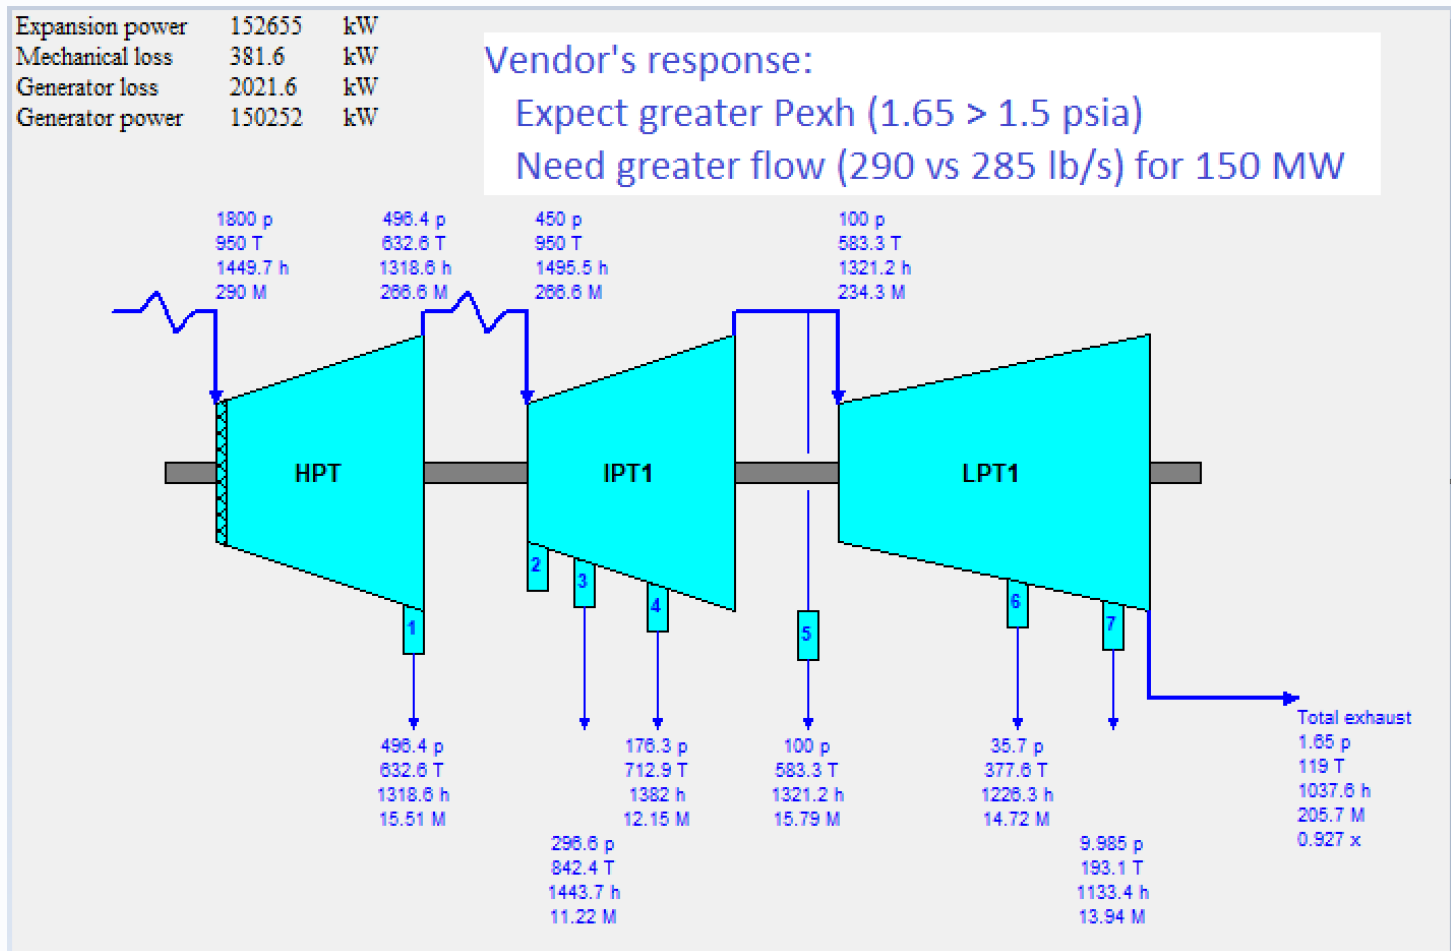 Expansion power 152655 kW
Mechanical loss 381.6 kW
Generator loss 2021.6 kW
Generator power 150252 kW
Vendor's response:
Expect greater Pexh (1.65 > 1.5 psia)
Need greater flow (290 vs 285 lb/s) for 150 MW
1800 p
950 T
1449.7 h
290 M
496.4 p
632.6 T
1318.6 h
266.6 M
450 p
950 T
1495.5 h
266.6 M
100 p
583.3 T
1321.2 h
234.3 M
HPT
IPT1
LPT1
1
2
3
4
5
6
7
496.4 p
632.6 T
1318.6 h
15.51 M
296.6 p
842.4 T
1443.7 h
11.22 M
176.3 p
712.9 T
1382 h
12.15 M
100 p
583.3 T
1321.2 h
15.79 M
35.7 p
377.6 T
1226.3 h
14.72 M
9.985 p
193.1 T
1133.4 h
13.94 M
Total exhaust
1.65 p
119 T
1037.6 h
205.7 M
0.927 x